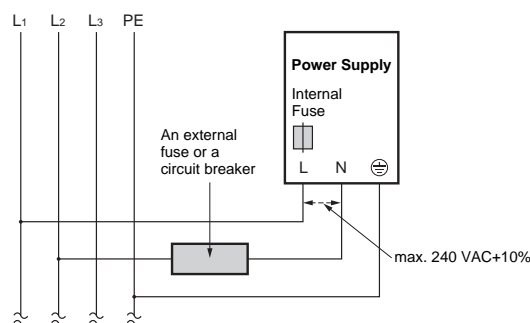 L1 L2 L3 PE
Power Supply
Internal
Fuse
An external
fuse or a
circuit breaker
L N
max. 240 VAC+10%